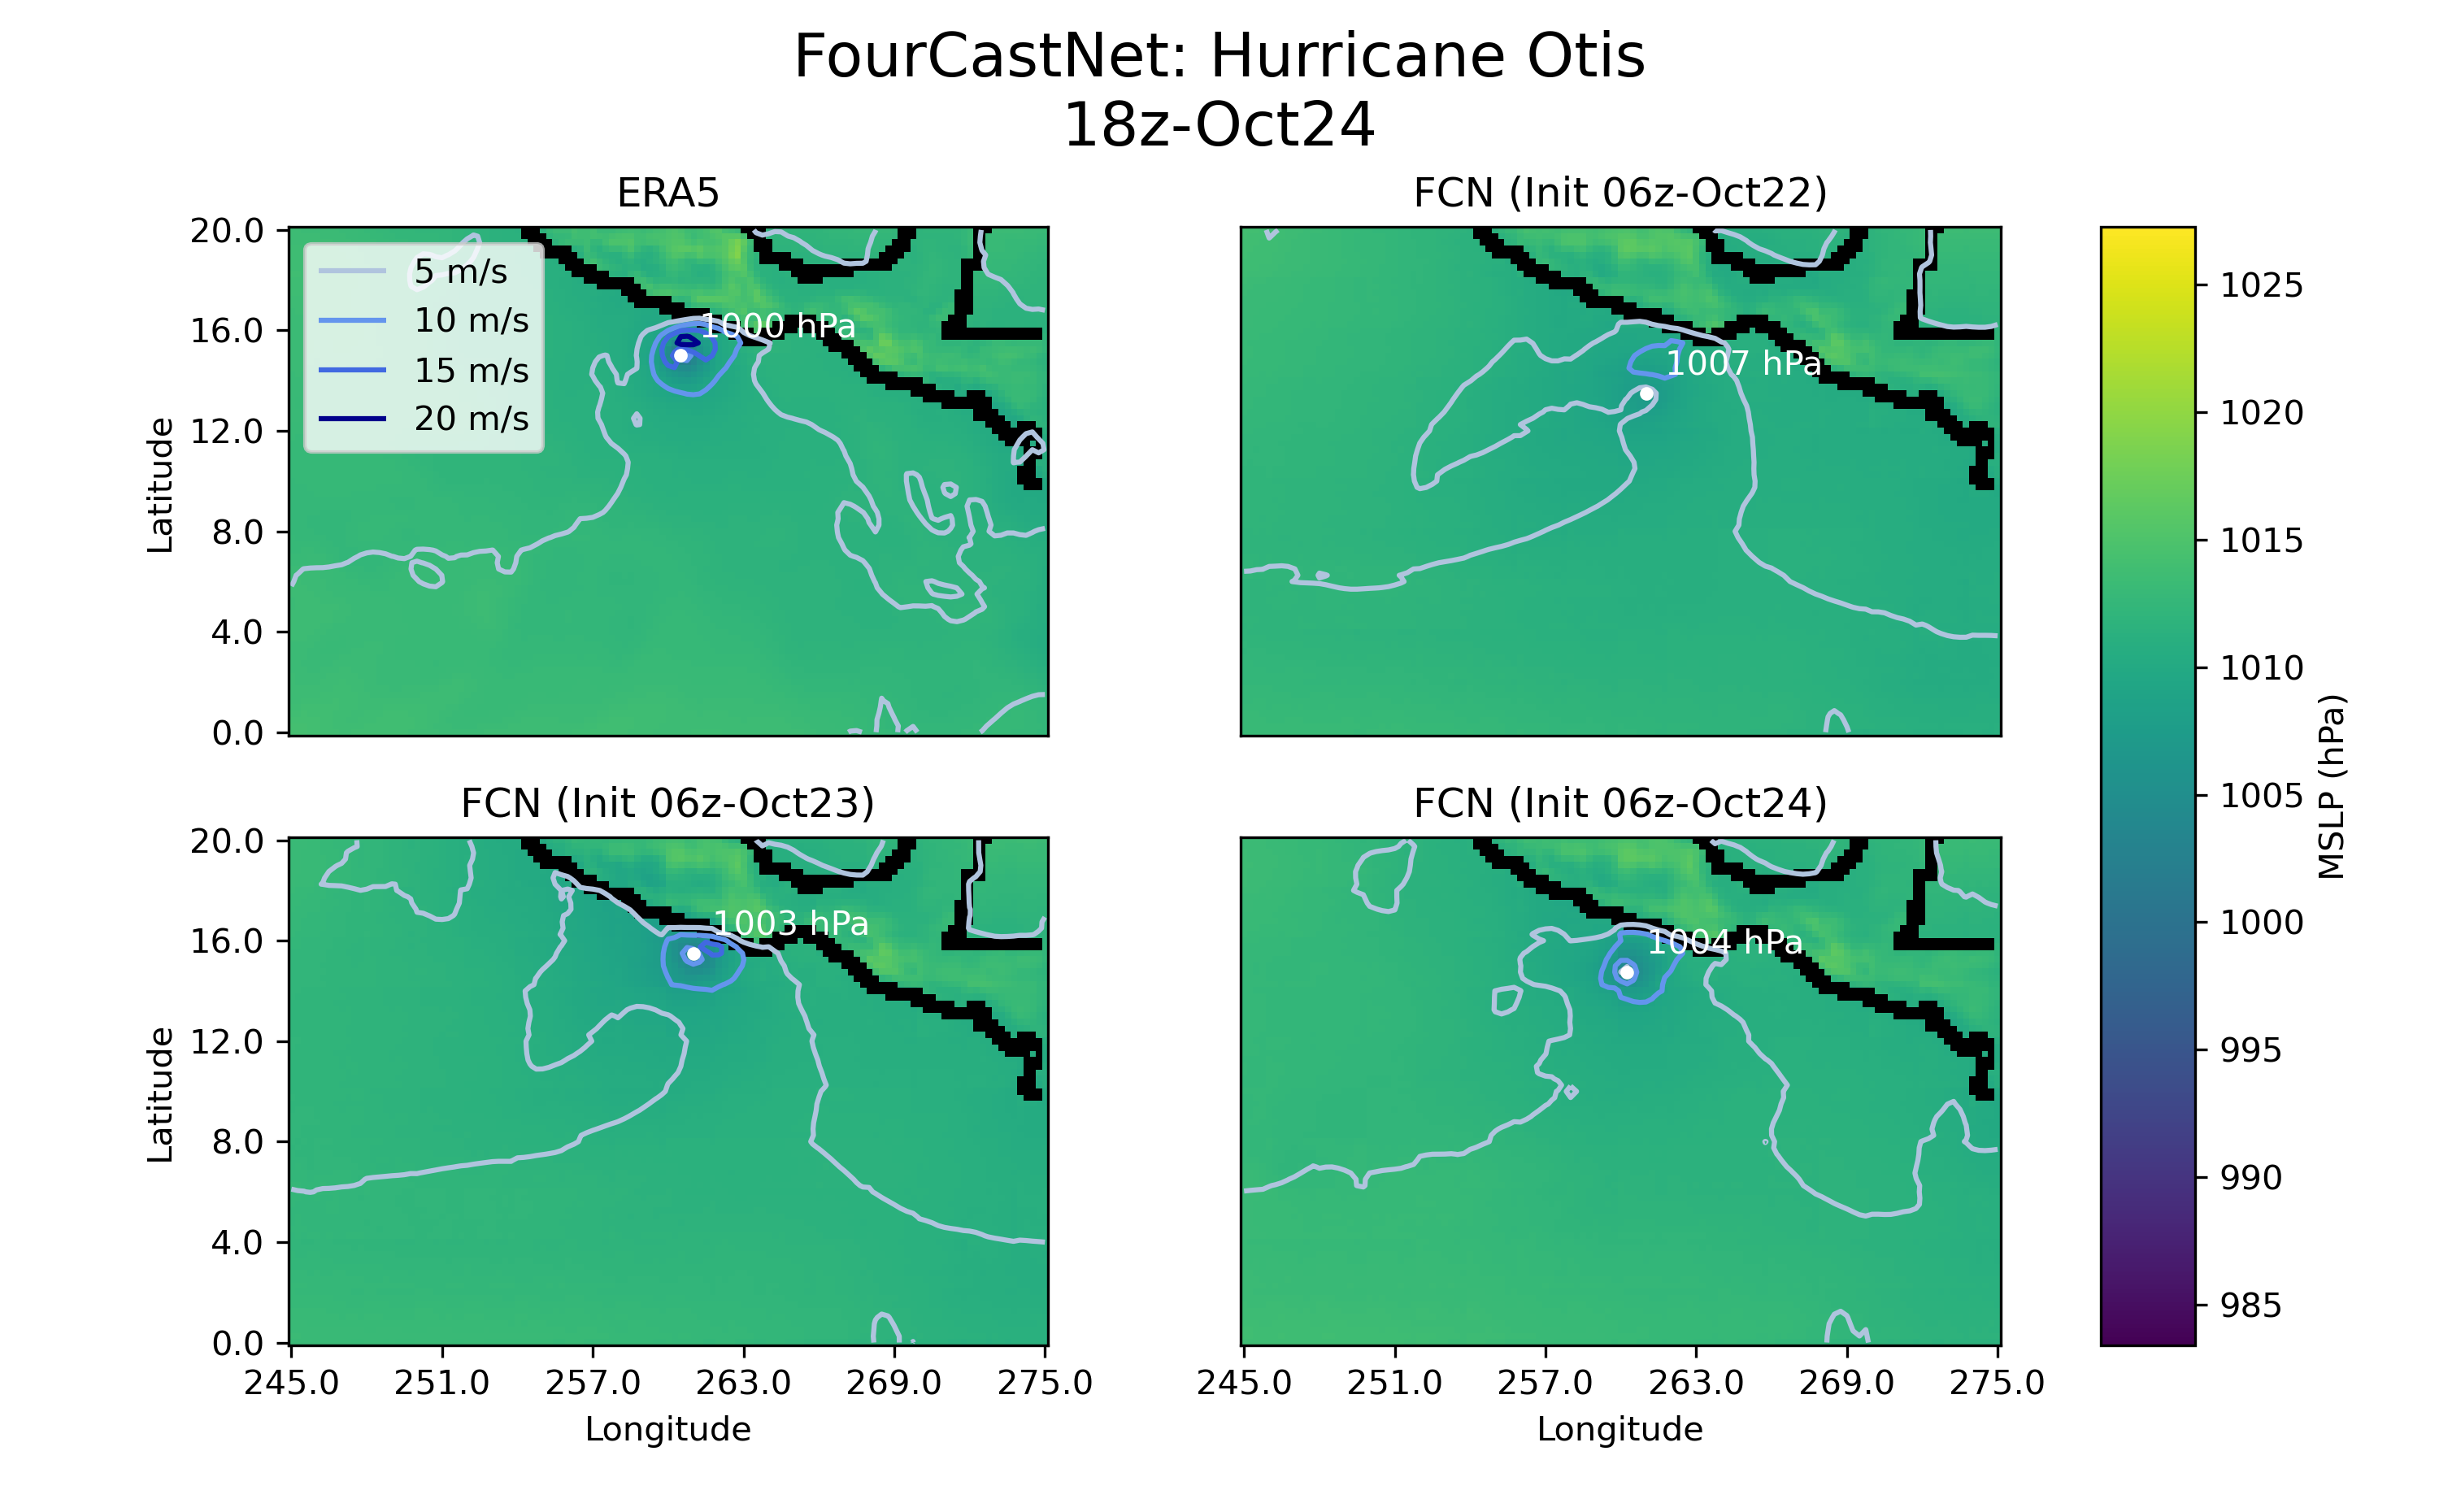 FourCastNet: Hurricane Otis
18z-Oct24
ERA5
20.0
16.0
12.0
8.0
4.0
0.0
Latitude
5 m/s
10 m/s
15 m/s
20 m/s
1000 hPa
FCN (Init 06z-Oct22)
1007 hPa
FCN (Init 06z-Oct23)
20.0
16.0
12.0
8.0
4.0
0.0
Latitude
1003 hPa
245.0 251.0 257.0 263.0 269.0 275.0
Longitude
FCN (Init 06z-Oct24)
1004 hPa
245.0 251.0 257.0 263.0 269.0 275.0
Longitude
1025
1020
1015
1010
1005
1000
995
990
985
MSLP (hPa)